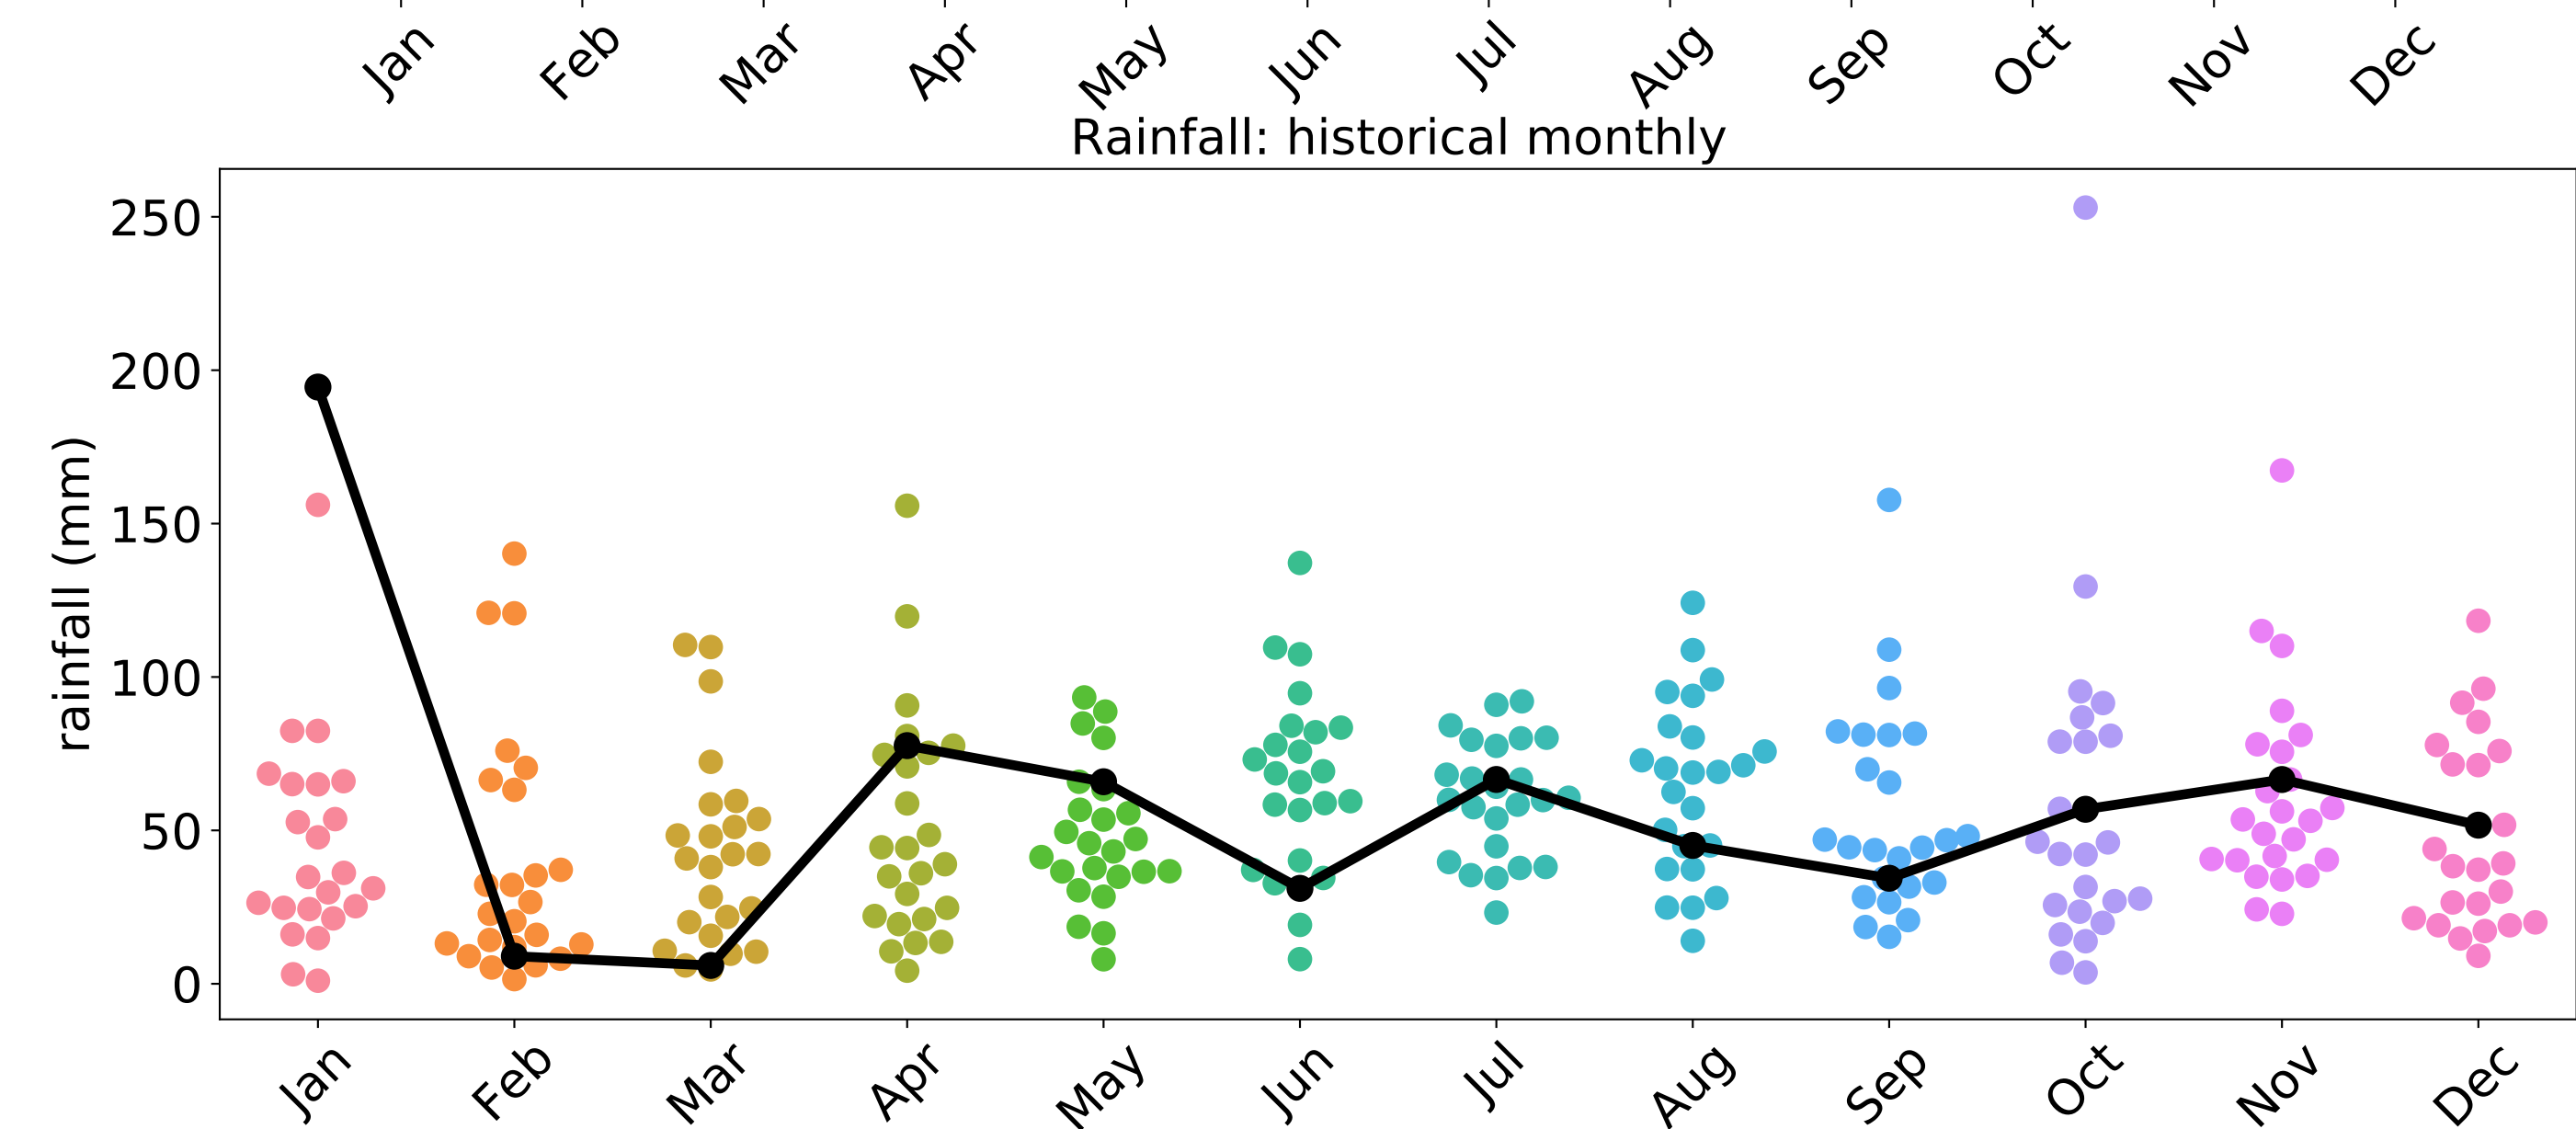 Jan Feb Mar Apr May Jun Jul Aug Sep Oct Nov Dec
Rainfall: historical monthly
rainfall (mm)
250
200
150
100
50
0
Jan Feb Mar Apr May Jun Jul Aug Sep Oct Nov Dec